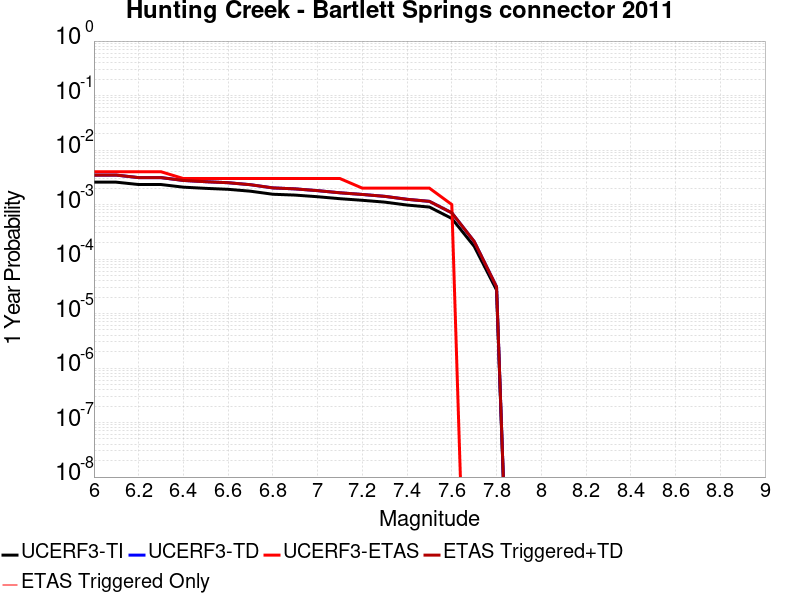 Hunting Creek - Bartlett Springs connector 2011
1 Year Probability
10^0
10^-1
10^-2
10^-3
10^-4
10^-5
10^-6
10^-7
10^-8
6 6.2 6.4 6.6 6.8 7 7.2 7.4 7.6 7.8 8 8.2 8.4 8.6 8.8 9
Magnitude
UCERF3-TI UCERF3-TD UCERF3-ETAS ETAS Triggered+TD
ETAS Triggered Only